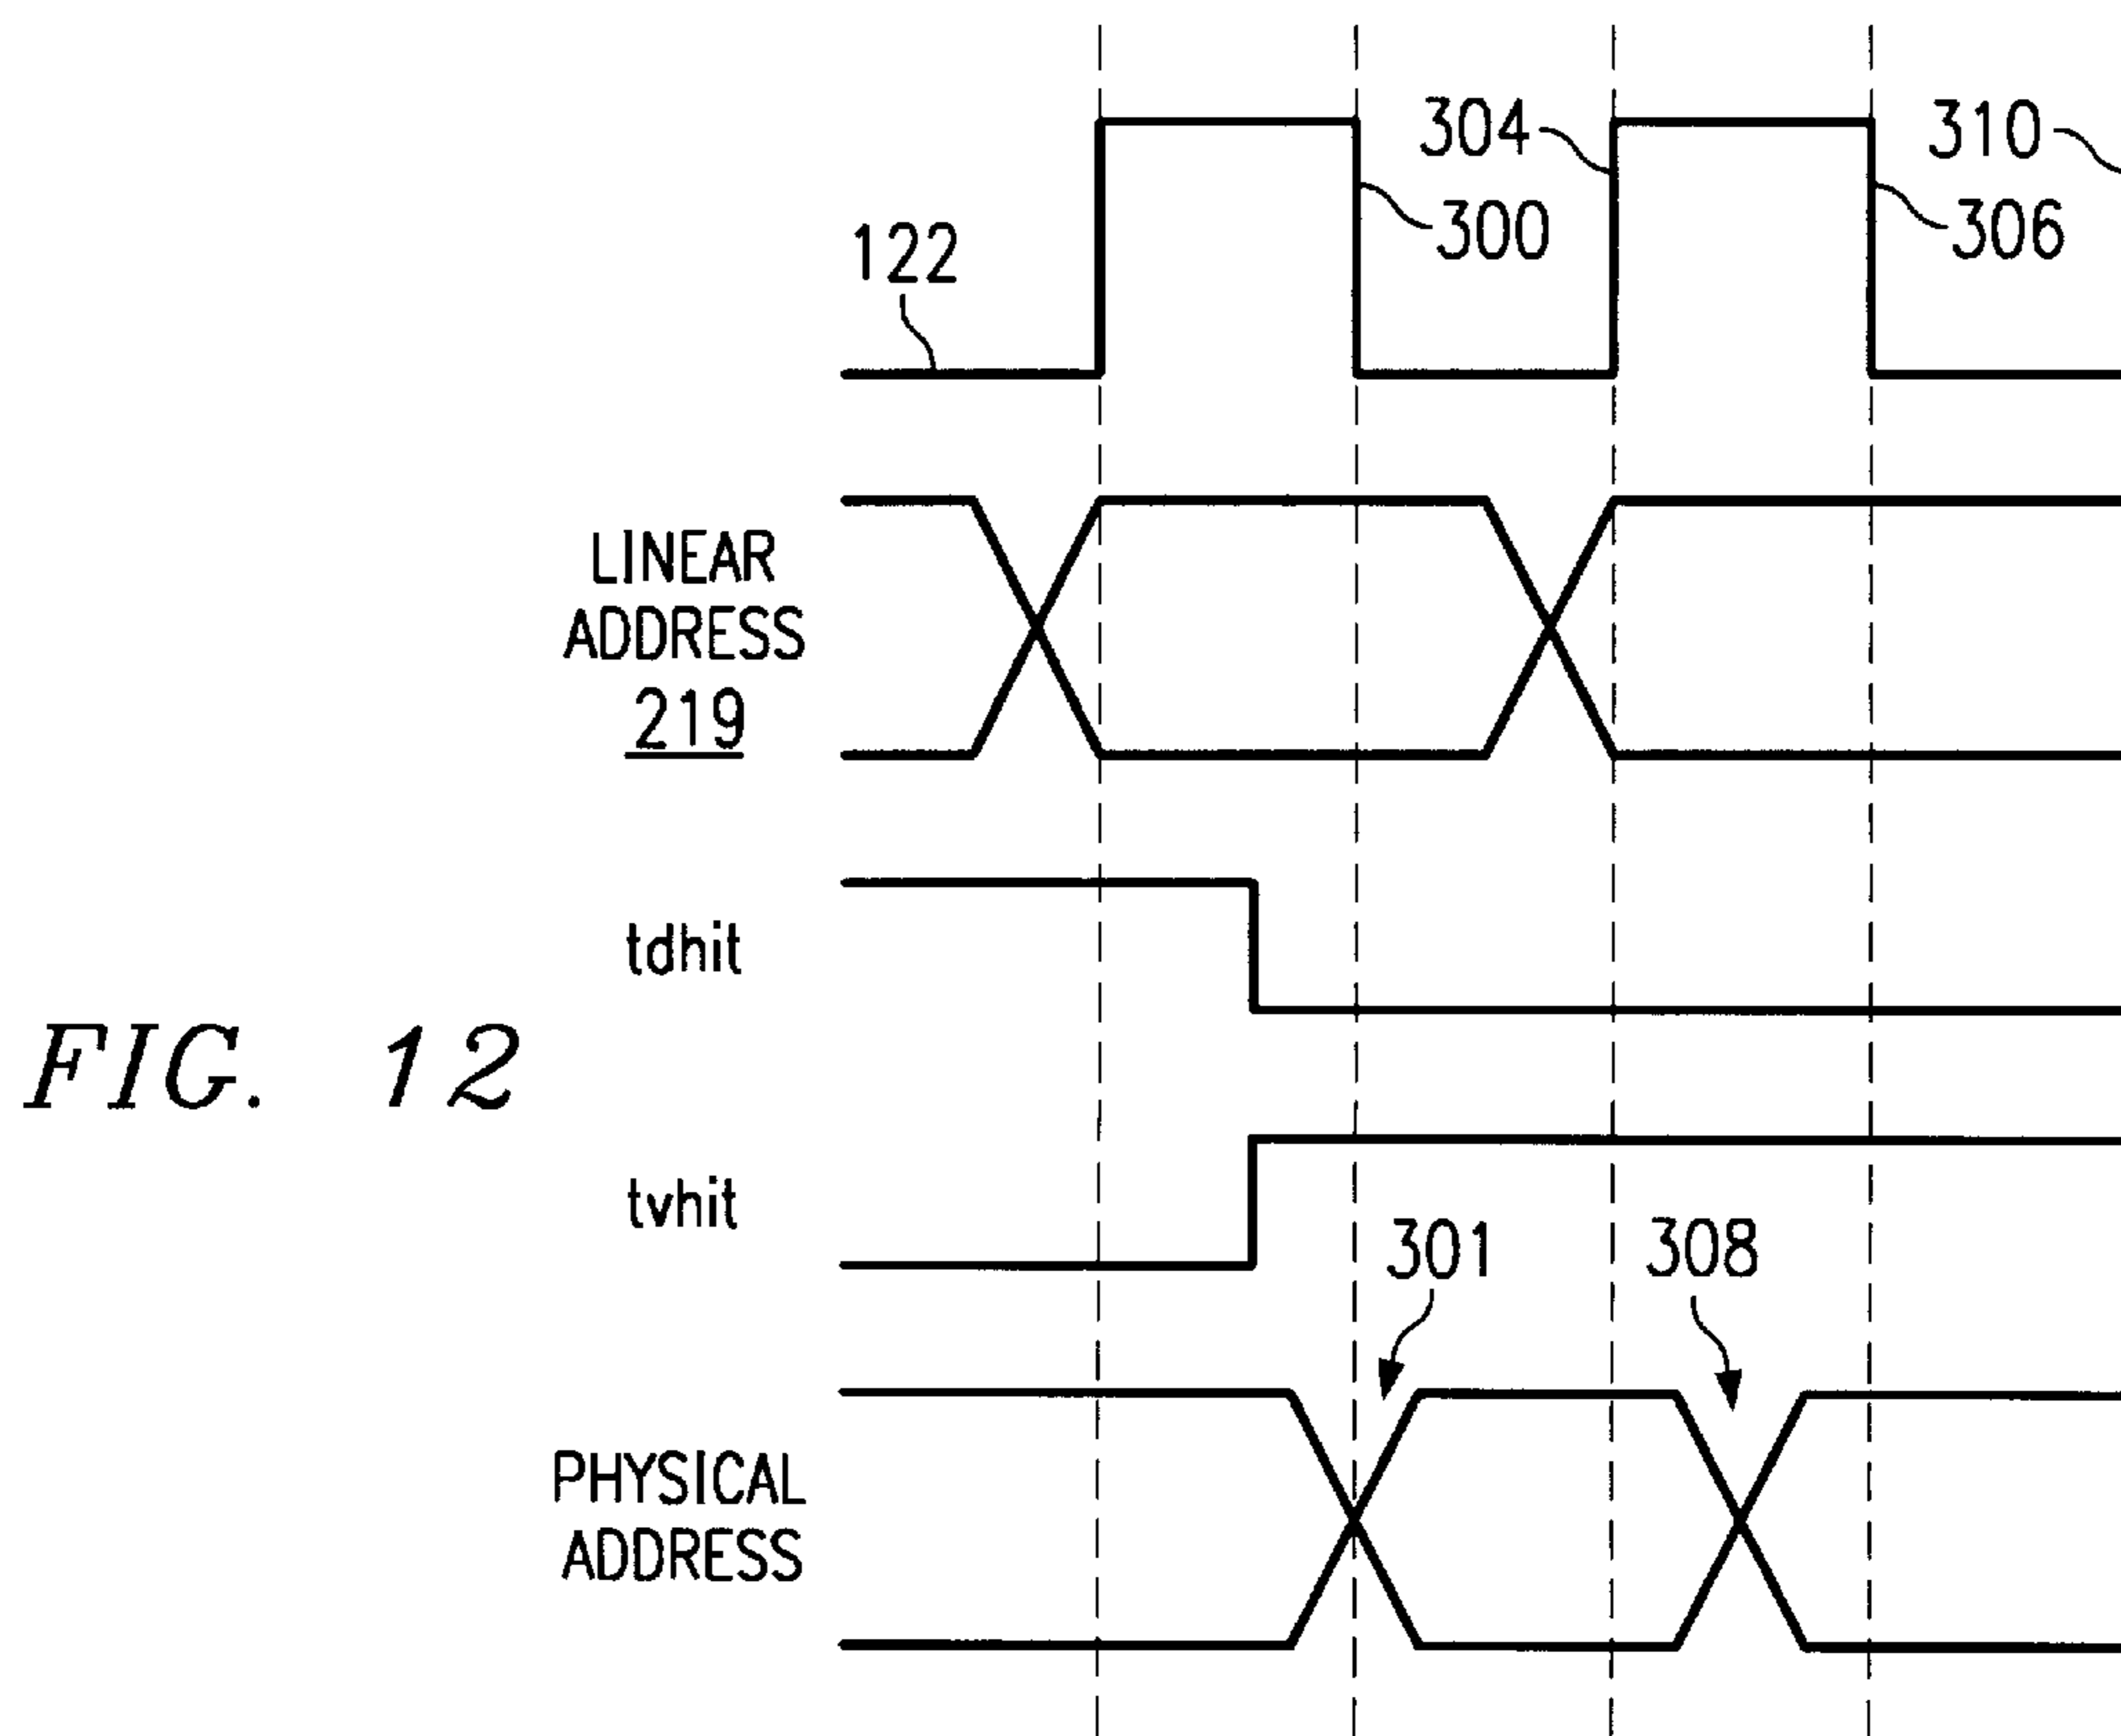 304
310
300
306
122
LINEAR
ADDRESS
219
tdhit
FIG. 12
tvhit
301
308
PHYSICAL
ADDRESS